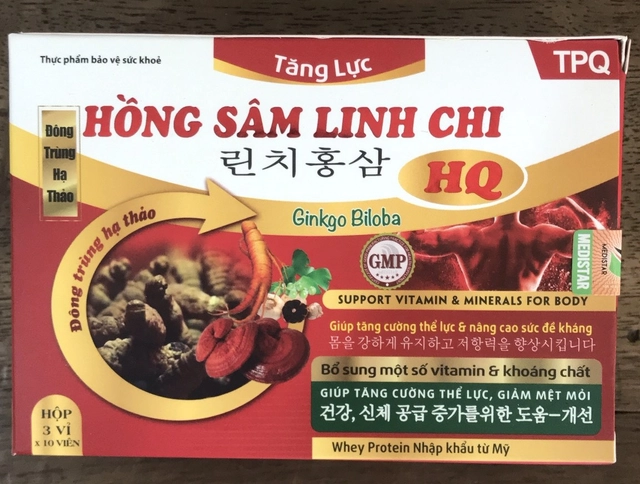 Thực phẩm bảo vệ sức khoẻ
Tăng Lực
TPQ
Đông
Trùng
Hạ
Thảo
HỒNG SÂM LINH CHI
린치홍삼
HQ
Ginkgo Biloba
Đông trùng hạ thảo
GMP
MEDISTAR
MEDISTAR
SUPPORT VITAMIN & MINERALS FOR BODY
Giúp tăng cường thể lực & nâng cao sức đề kháng
몸을 강하게 유지하고 저항력을 향상시킵니다
Bổ sung một số vitamin & khoáng chất
GIÚP TĂNG CƯỜNG THỂ LỰC, GIẢM MỆT MỎI
건강, 신체 공급 증가를위한 도움-개선
HỘP
3 VỈ
x 10 VIÊN
Whey Protein Nhập khẩu từ Mỹ